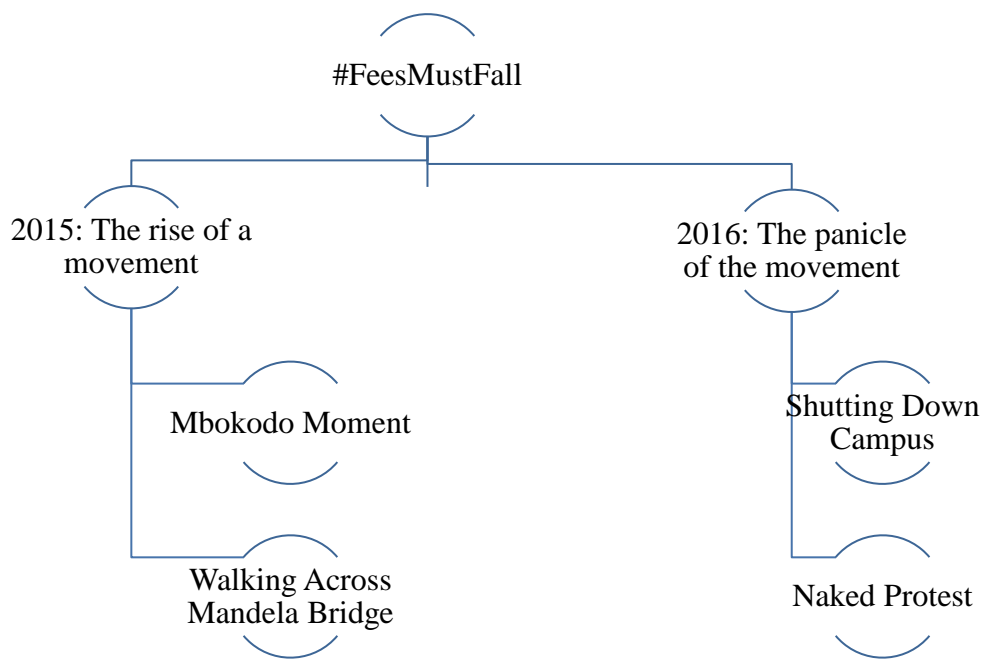 #FeesMustFall
2015: The rise of a
movement
2016: The panicle
of the movement
Mbokodo Moment
Shutting Down
Campus
Walking Across
Mandela Bridge
Naked Protest